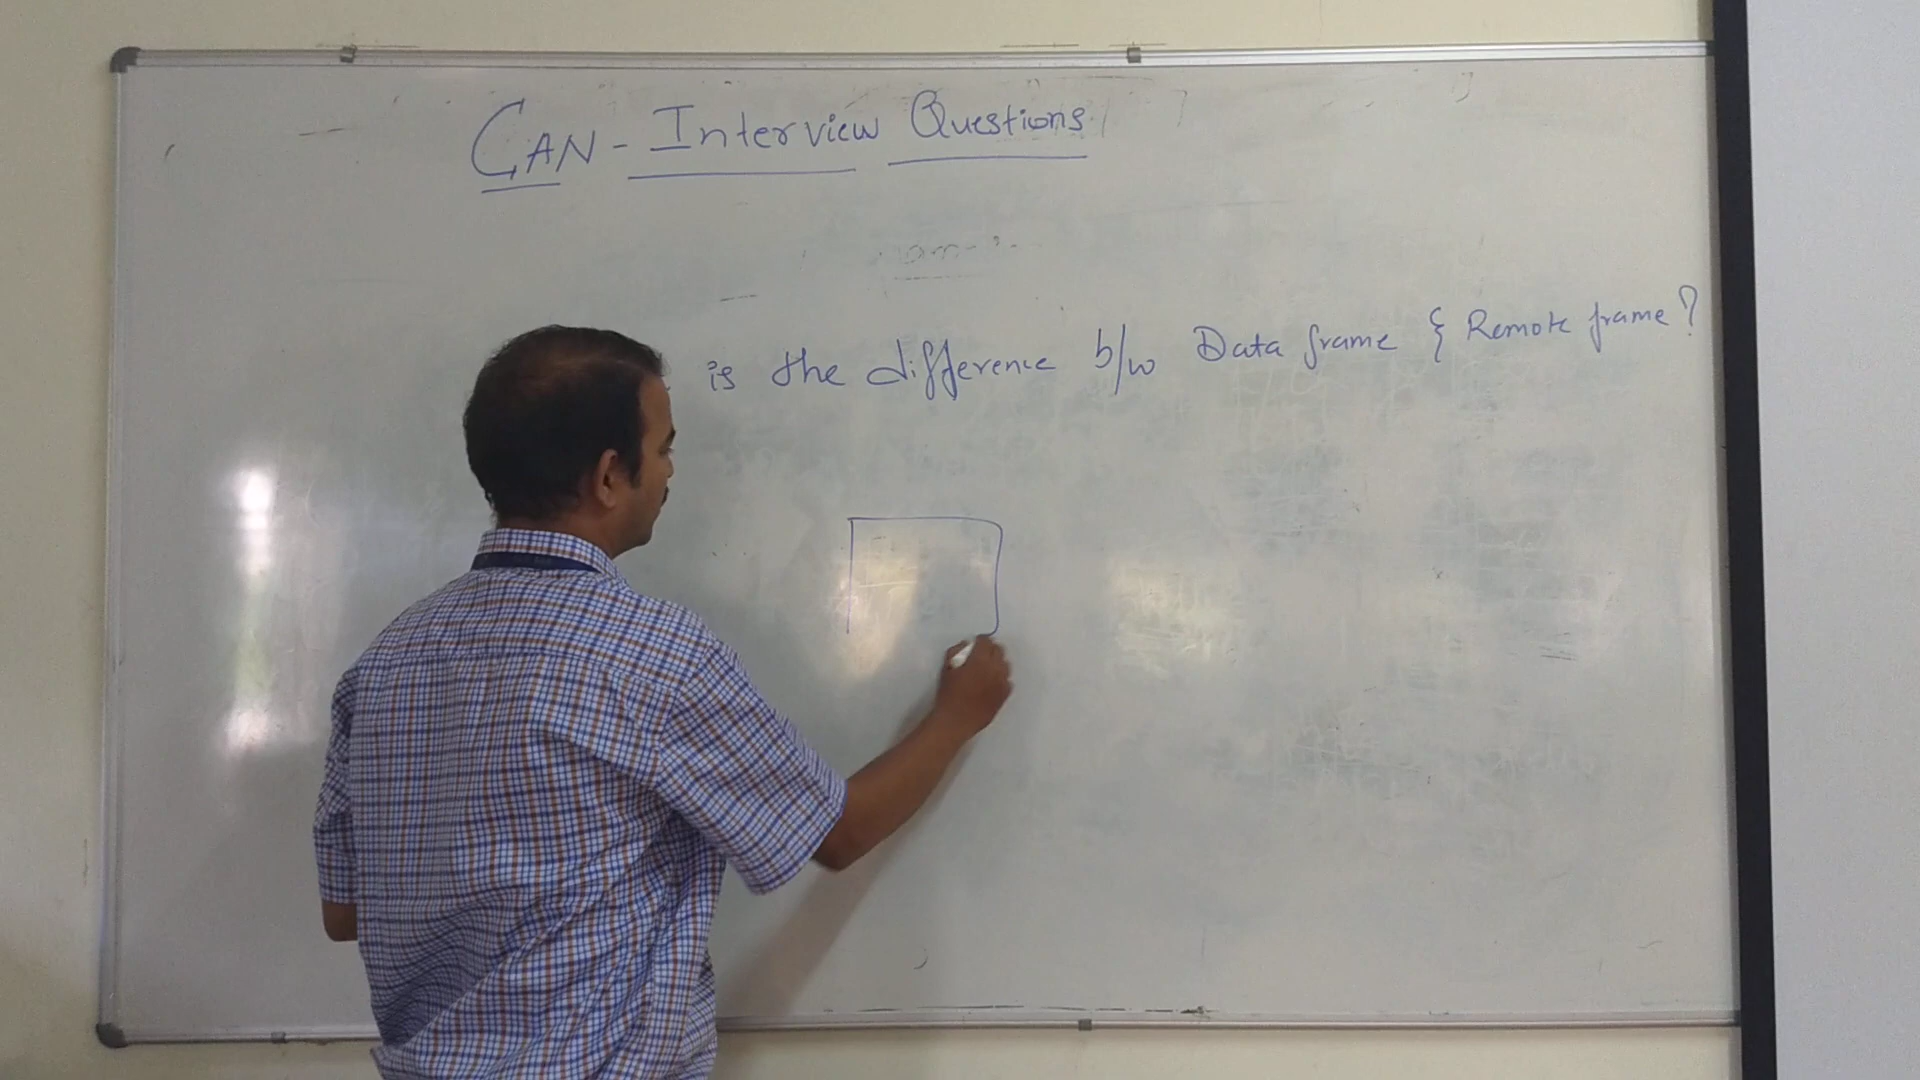 CAN - Interview Questions
is the difference b/w Data frame & Remote frame?